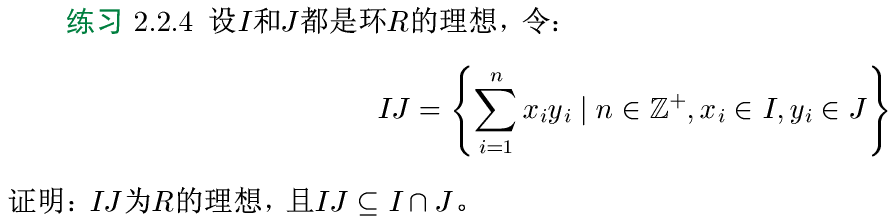 练习 2.2.4 设I和J都是环R的理想，令：
IJ = { \sum_{i=1}^{n} x_i y_i | n ∈ ℤ^+, x_i ∈ I, y_i ∈ J }
证明：IJ为R的理想，且IJ ⊆ I ∩ J。